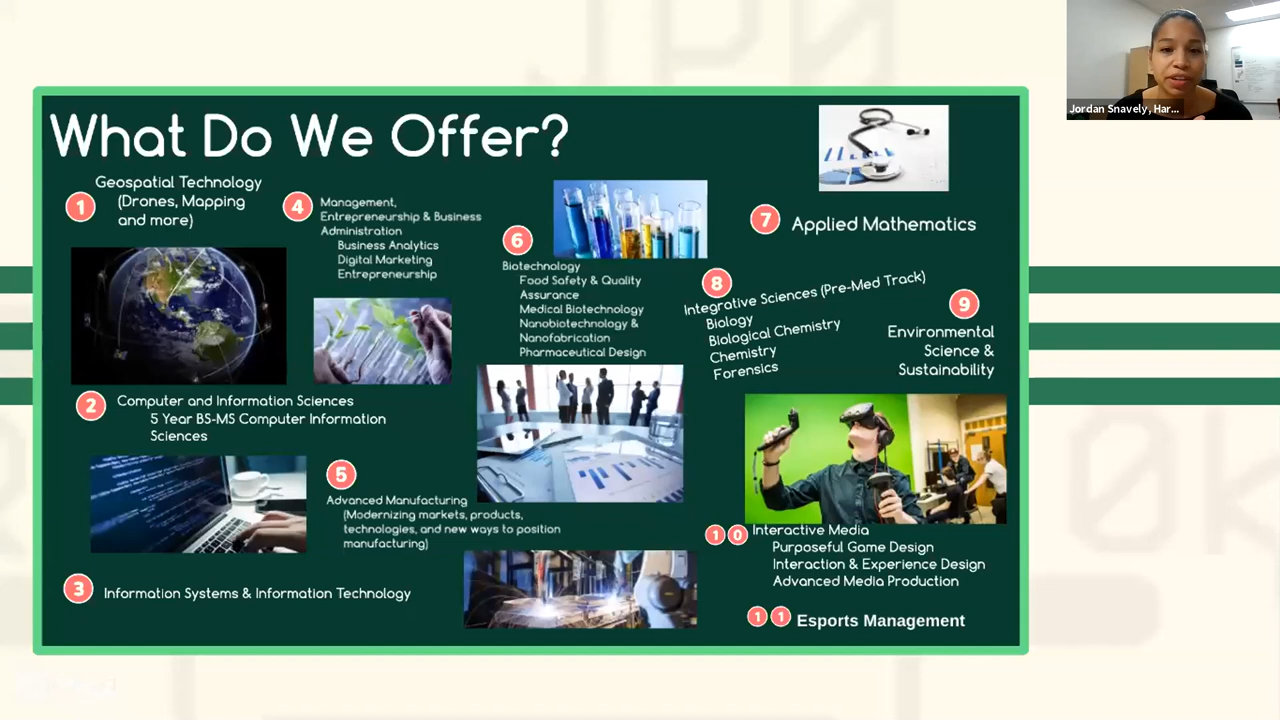 What Do We Offer?
1
Geospatial Technology
(Drones, Mapping
and more)
2
Computer and Information Sciences
5 Year BS-MS Computer Information
Sciences
3
Information Systems & Information Technology
4
Management,
Entrepreneurship & Business
Administration
Business Analytics
Digital Marketing
Entrepreneurship
5
Advanced Manufacturing
(Modernizing markets, products,
technologies, and new ways to position
manufacturing)
6
Biotechnology
Food Safety & Quality
Assurance
Medical Biotechnology
Nanobiotechnology &
Nanofabrication
Pharmaceutical Design
7
Applied Mathematics
8
Integrative Sciences (Pre-Med Track)
Biology
Biological Chemistry
Chemistry
Forensics
9
Environmental
Science &
Sustainability
1 0
Interactive Media
Purposeful Game Design
Interaction & Experience Design
Advanced Media Production
1 1
Esports Management
Jordan Snavely, Har...